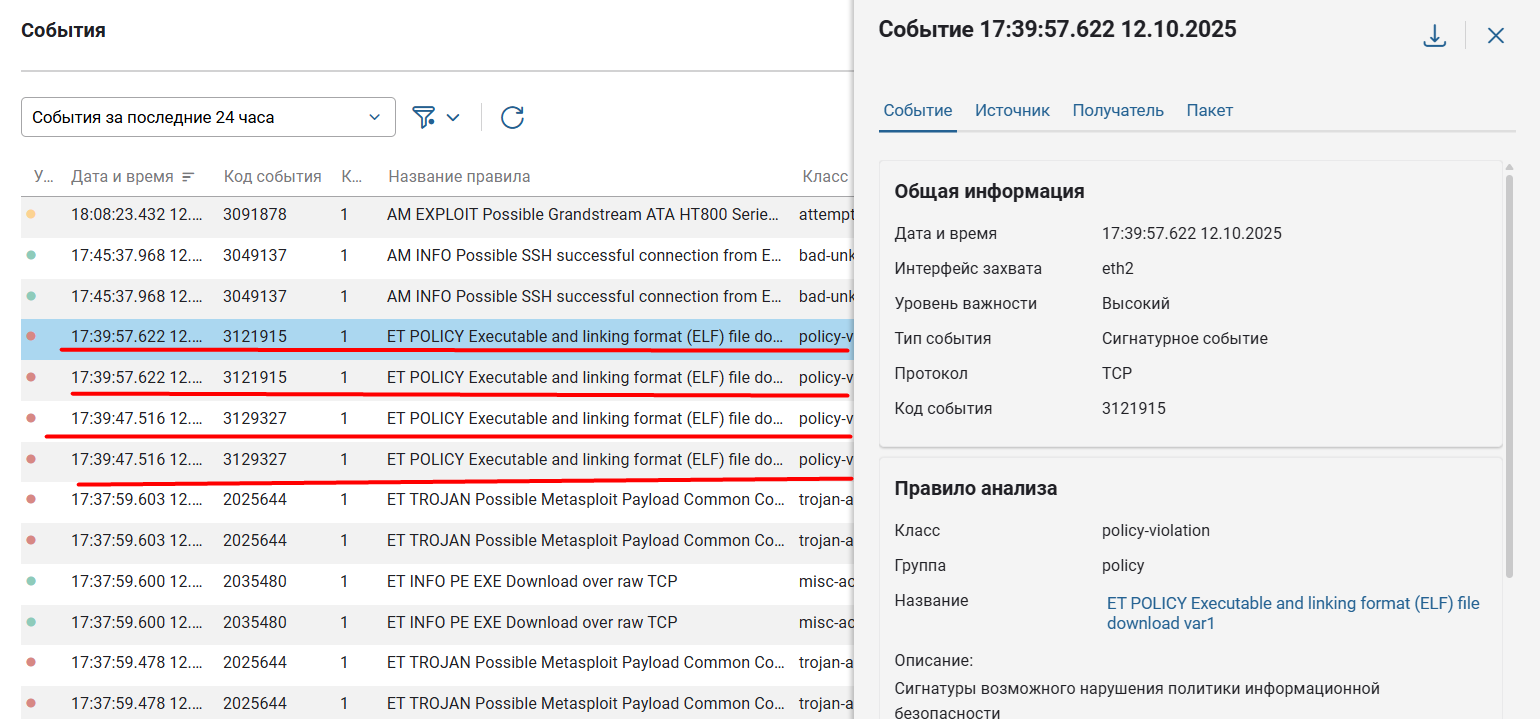 События
События за последние 24 часа
У... Дата и время Код события К... Название правила Класс
18:08:23.432 12.... 3091878 1 AM EXPLOIT Possible Grandstream ATA HT800 Serie... attempt
17:45:37.968 12.... 3049137 1 AM INFO Possible SSH successful connection from E... bad-unk
17:45:37.968 12.... 3049137 1 AM INFO Possible SSH successful connection from E... bad-unk
17:39:57.622 12.... 3121915 1 ET POLICY Executable and linking format (ELF) file do... policy-v
17:39:57.622 12.... 3121915 1 ET POLICY Executable and linking format (ELF) file do... policy-v
17:39:47.516 12.... 3129327 1 ET POLICY Executable and linking format (ELF) file do... policy-v
17:39:47.516 12.... 3129327 1 ET POLICY Executable and linking format (ELF) file do... policy-v
17:37:59.603 12.... 2025644 1 ET TROJAN Possible Metasploit Payload Common Co... trojan-a
17:37:59.603 12.... 2025644 1 ET TROJAN Possible Metasploit Payload Common Co... trojan-a
17:37:59.600 12.... 2035480 1 ET INFO PE EXE Download over raw TCP misc-ac
17:37:59.600 12.... 2035480 1 ET INFO PE EXE Download over raw TCP misc-ac
17:37:59.478 12.... 2025644 1 ET TROJAN Possible Metasploit Payload Common Co... trojan-a
17:37:59.478 12.... 2025644 1 ET TROJAN Possible Metasploit Payload Common Co... trojan-a
Событие 17:39:57.622 12.10.2025
Событие Источник Получатель Пакет
Общая информация
Дата и время 17:39:57.622 12.10.2025
Интерфейс захвата eth2
Уровень важности Высокий
Тип события Сигнатурное событие
Протокол TCP
Код события 3121915
Правило анализа
Класс policy-violation
Группа policy
Название ET POLICY Executable and linking format (ELF) file
download var1
Описание:
Сигнатуры возможного нарушения политики информационной
безопасности